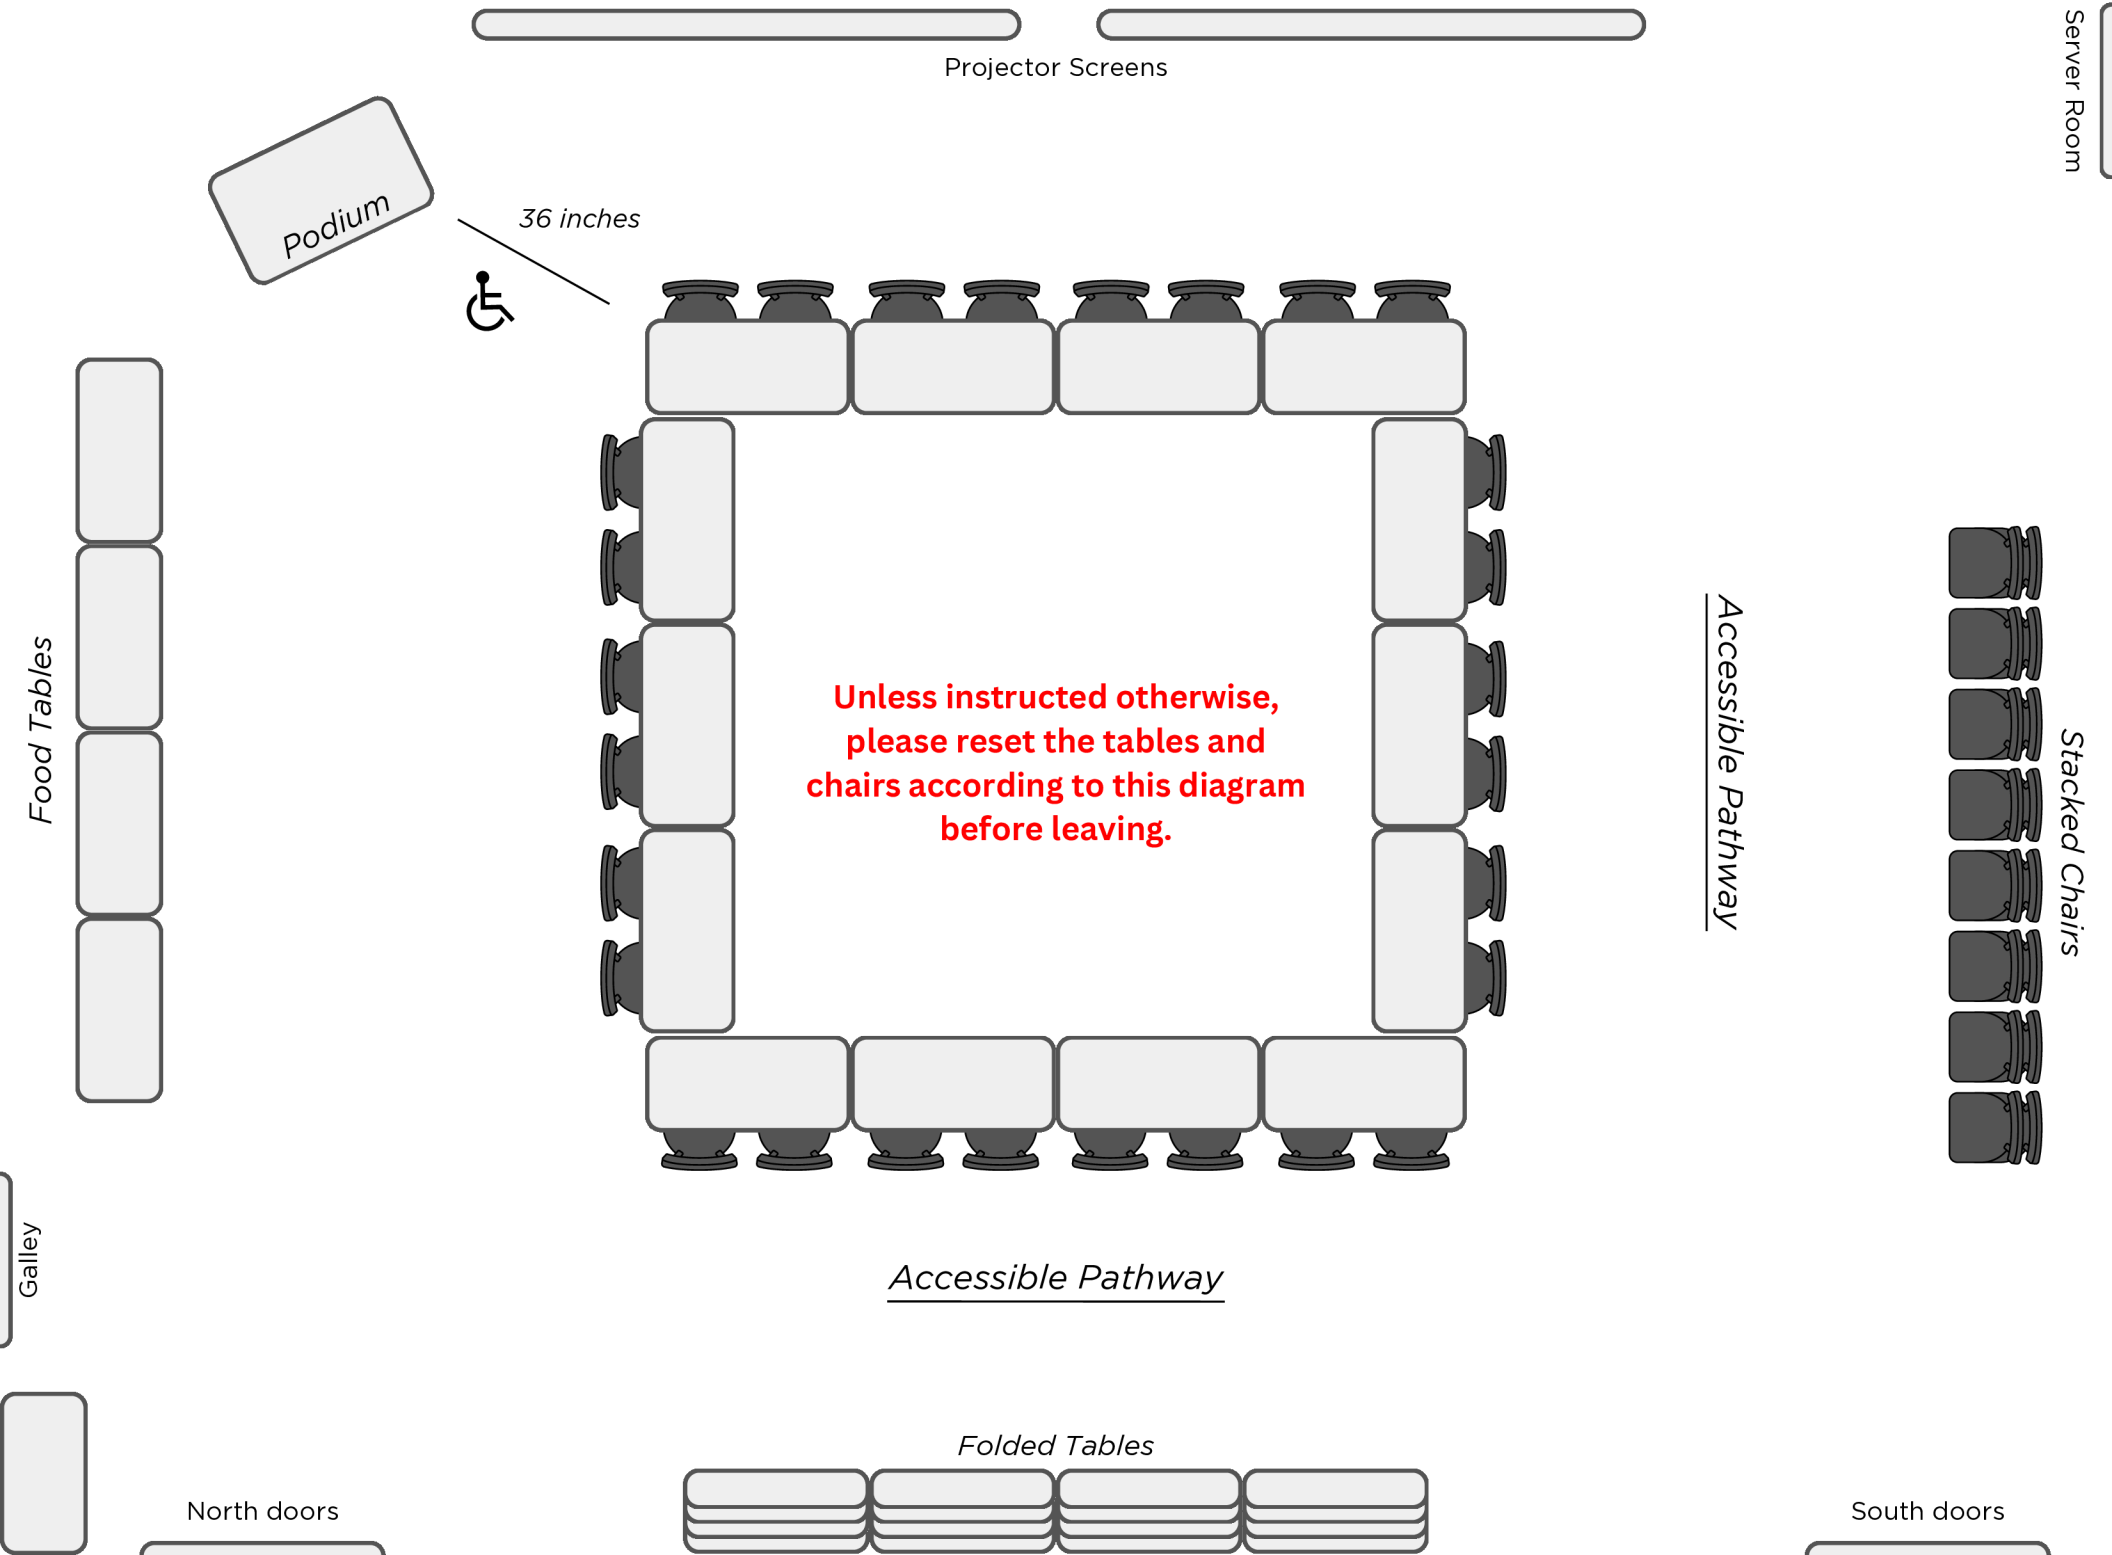 Projector Screens
Server Room
Podium
36 inches
Food Tables
Unless instructed otherwise,
please reset the tables and
chairs according to this diagram
before leaving.
Accessible Pathway
Stacked Chairs
Galley
Accessible Pathway
Folded Tables
North doors
South doors